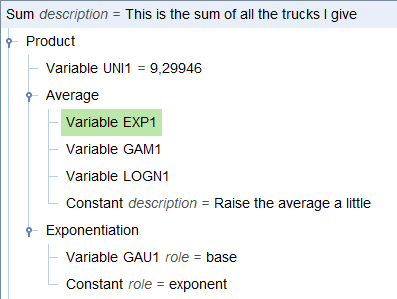 Sum description = This is the sum of all the trucks I give
Product
Variable UNI1 = 9,29946
Average
Variable EXP1
Variable GAM1
Variable LOGN1
Constant description = Raise the average a little
Exponentiation
Variable GAU1 role = base
Constant role = exponent